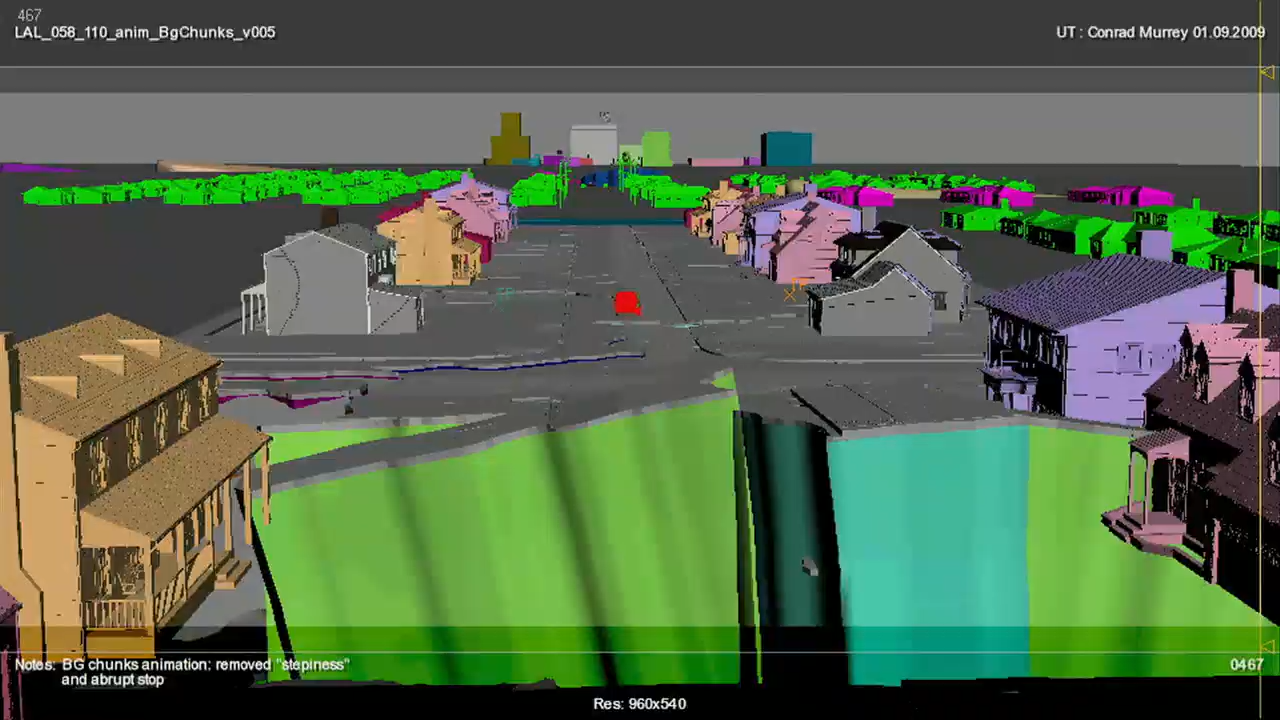 467
LAL_058_110_anim_BgChunks_v005
UT : Conrad Murrey 01.09.2009
Notes: BG chunks animation: removed "stepiness"
and abrupt stop
0467
Res: 960x540